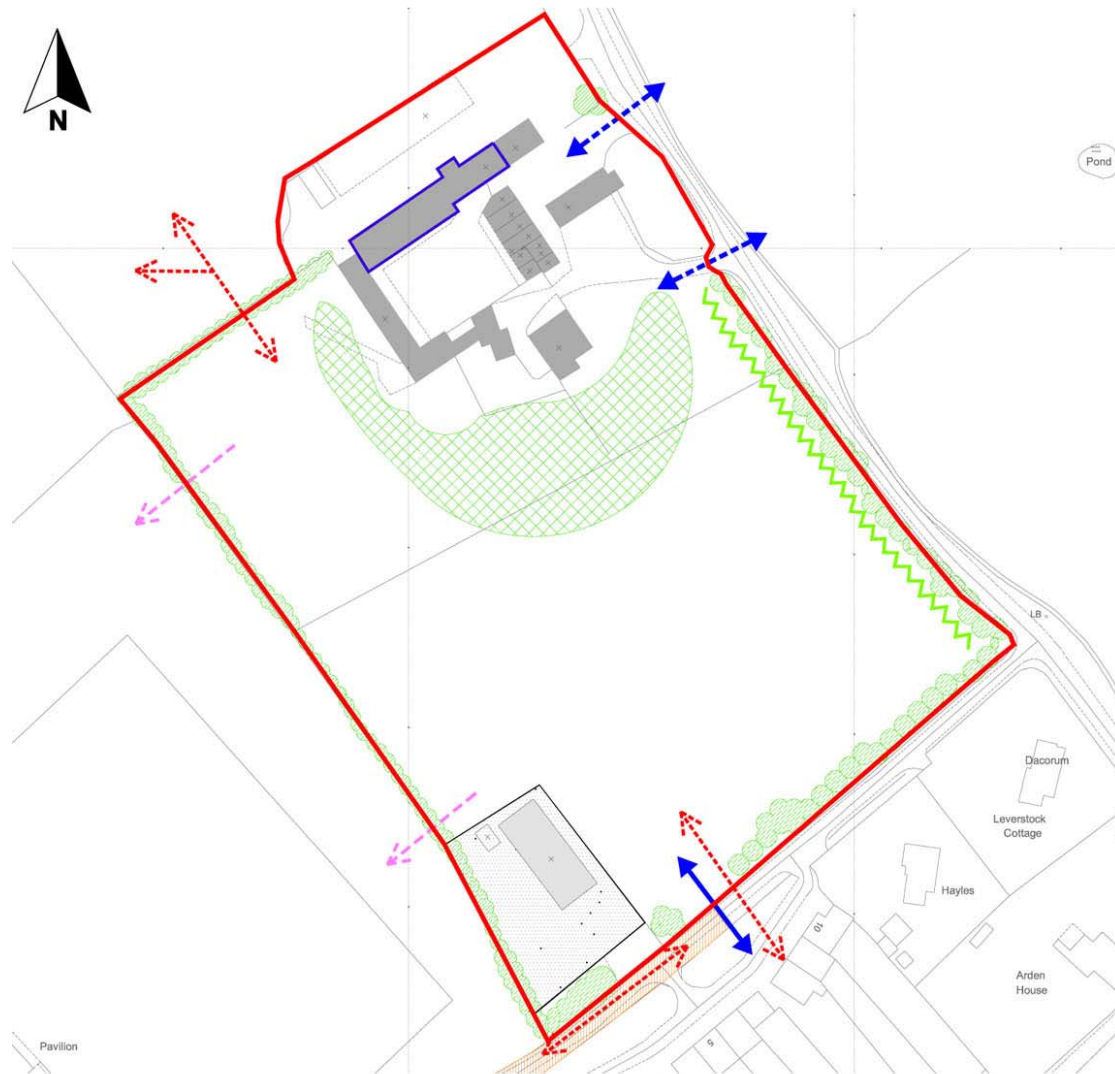 N
Pond
LB
Dacorum
Leverstock
Cottage
Hayles
10
Arden
House
5
Pavilion